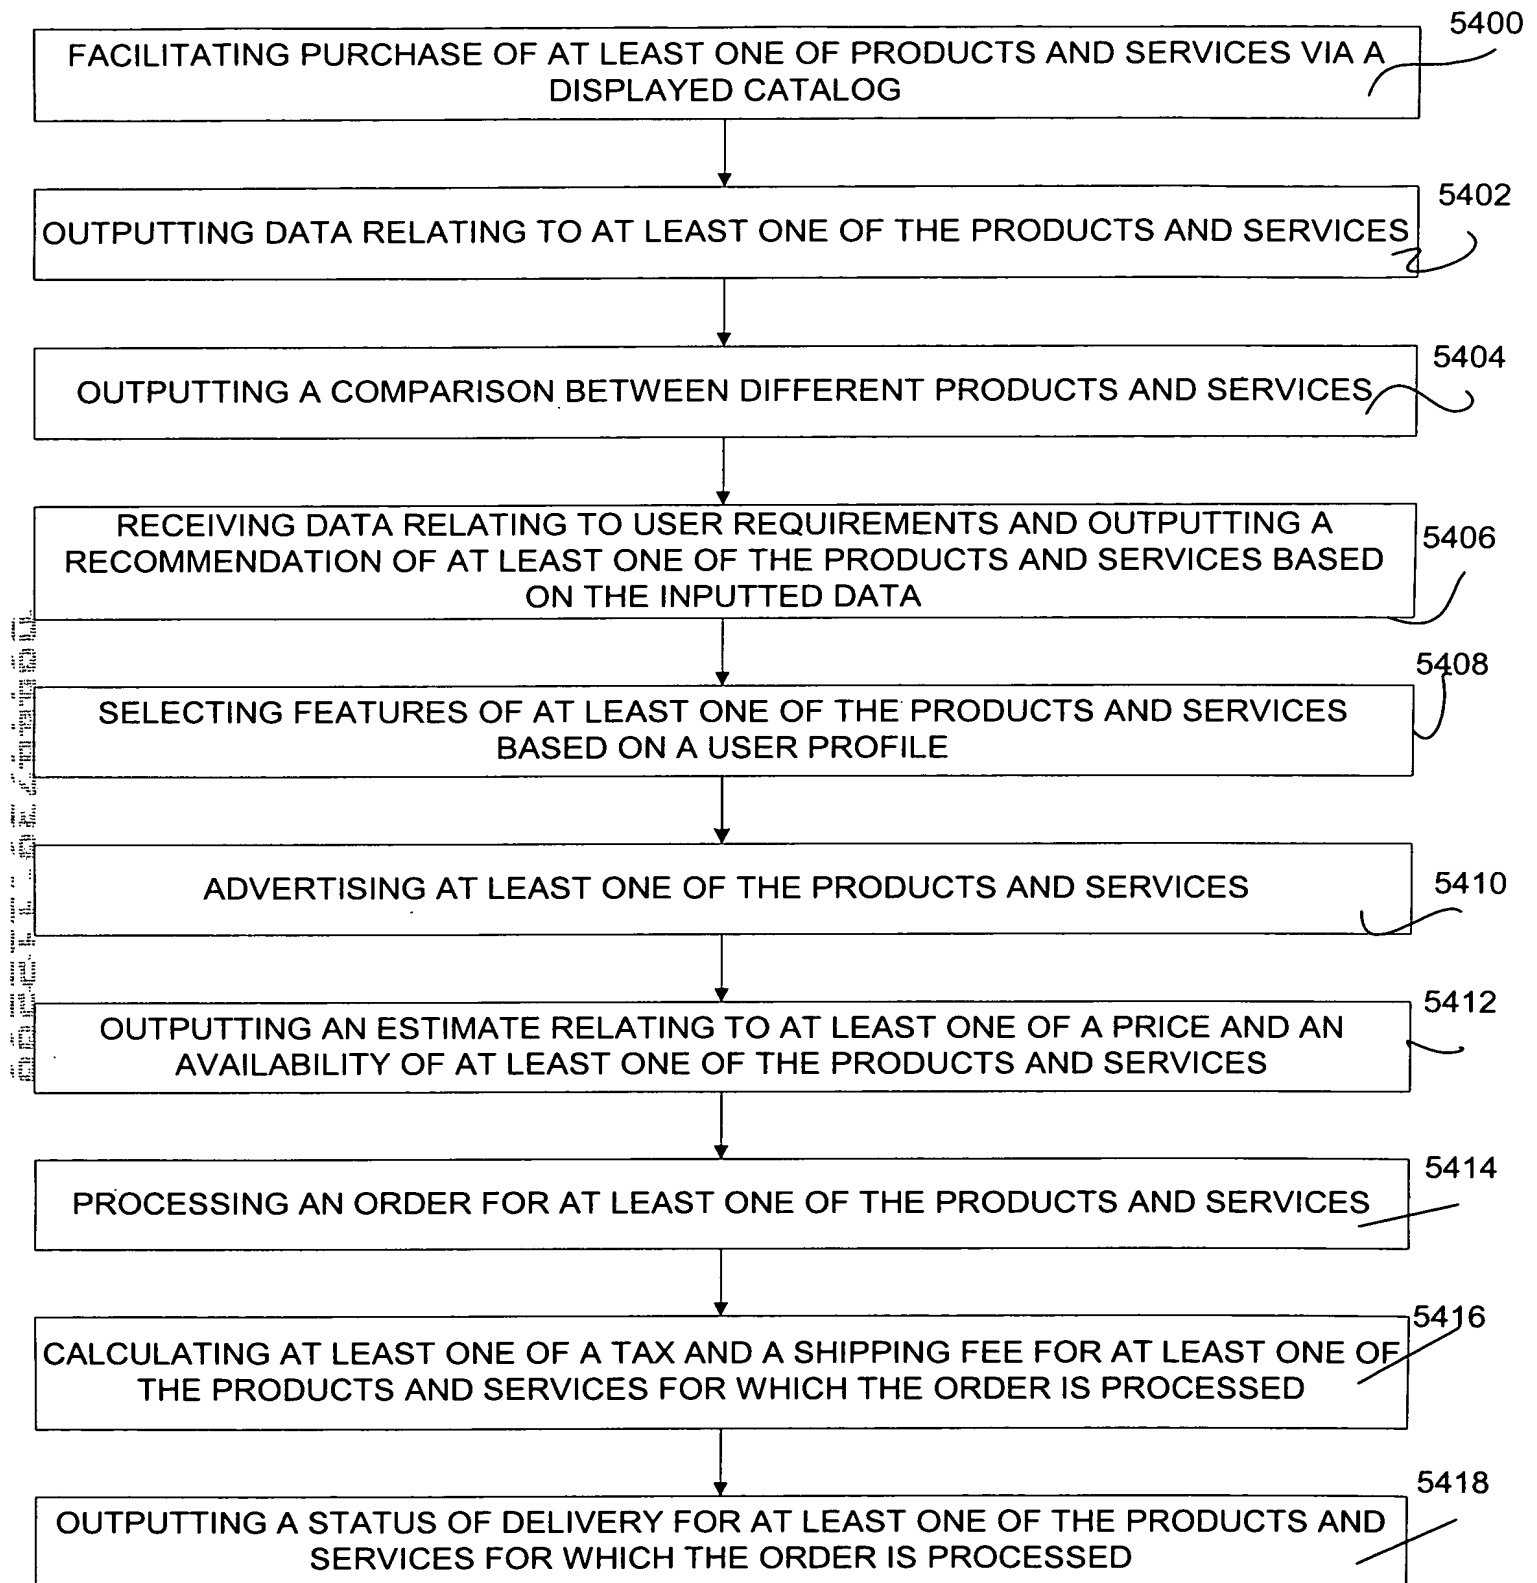 5400
FACILITATING PURCHASE OF AT LEAST ONE OF PRODUCTS AND SERVICES VIA A
DISPLAYED CATALOG
5402
OUTPUTTING DATA RELATING TO AT LEAST ONE OF THE PRODUCTS AND SERVICES
5404
OUTPUTTING A COMPARISON BETWEEN DIFFERENT PRODUCTS AND SERVICES
RECEIVING DATA RELATING TO USER REQUIREMENTS AND OUTPUTTING A
5406
RECOMMENDATION OF AT LEAST ONE OF THE PRODUCTS AND SERVICES BASED
ON THE INPUTTED DATA
5408
SELECTING FEATURES OF AT LEAST ONE OF THE PRODUCTS AND SERVICES
BASED ON A USER PROFILE
5410
ADVERTISING AT LEAST ONE OF THE PRODUCTS AND SERVICES
5412
OUTPUTTING AN ESTIMATE RELATING TO AT LEAST ONE OF A PRICE AND AN
AVAILABILITY OF AT LEAST ONE OF THE PRODUCTS AND SERVICES
5414
PROCESSING AN ORDER FOR AT LEAST ONE OF THE PRODUCTS AND SERVICES
5416
CALCULATING AT LEAST ONE OF A TAX AND A SHIPPING FEE FOR AT LEAST ONE OF
THE PRODUCTS AND SERVICES FOR WHICH THE ORDER IS PROCESSED
5418
OUTPUTTING A STATUS OF DELIVERY FOR AT LEAST ONE OF THE PRODUCTS AND
SERVICES FOR WHICH THE ORDER IS PROCESSED